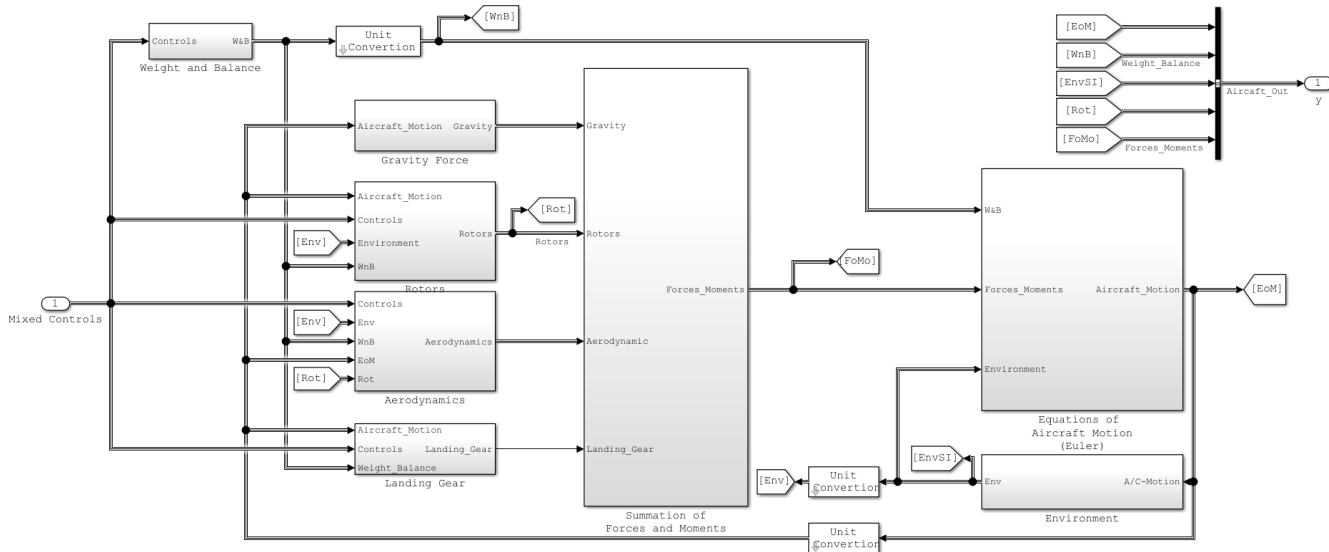 [WnB]
Unit
Convertion
Controls
W&B
Weight and Balance
[EoM]
[WnB]
Weight_Balance
[EnvSI]
[Rot]
[FoMo]
Forces_Moments
Aircaft_Out
1
y
Aircraft_Motion
Gravity
Gravity Force
Gravity
Aircraft_Motion
Controls
[Env]
Environment
WnB
Rotors
Rotors
[Rot]
Rotors
Rotors
W&B
1
Mixed Controls
Controls
[Env]
Env
WnB
EoM
[Rot]
Rot
Aerodynamics
Aerodynamics
Aerodynamic
Forces_Moments
[FoMo]
Forces_Moments
Aircraft_Motion
[EoM]
Environment
Equations of
Aircraft Motion
(Euler)
Aircraft_Motion
Controls
Weight_Balance
Landing_Gear
Landing Gear
Landing_Gear
Summation of
Forces and Moments
[EnvSI]
[Env]
Unit
Convertion
Env
A/C-Motion
Environment
Unit
Convertion